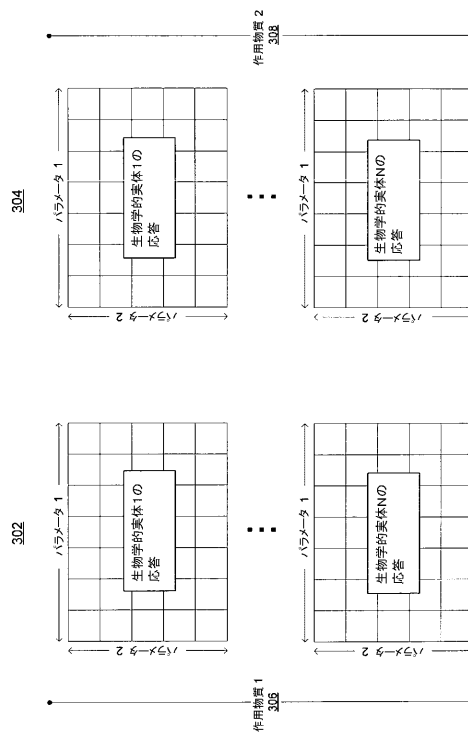 302
304
パラメータ 1
パラメータ 1
パラメータ 2
生物学的実体1の
応答
パラメータ 2
生物学的実体1の
応答
作用物質 1
306
作用物質 2
308
パラメータ 1
パラメータ 1
パラメータ 2
生物学的実体Nの
応答
パラメータ 2
生物学的実体Nの
応答